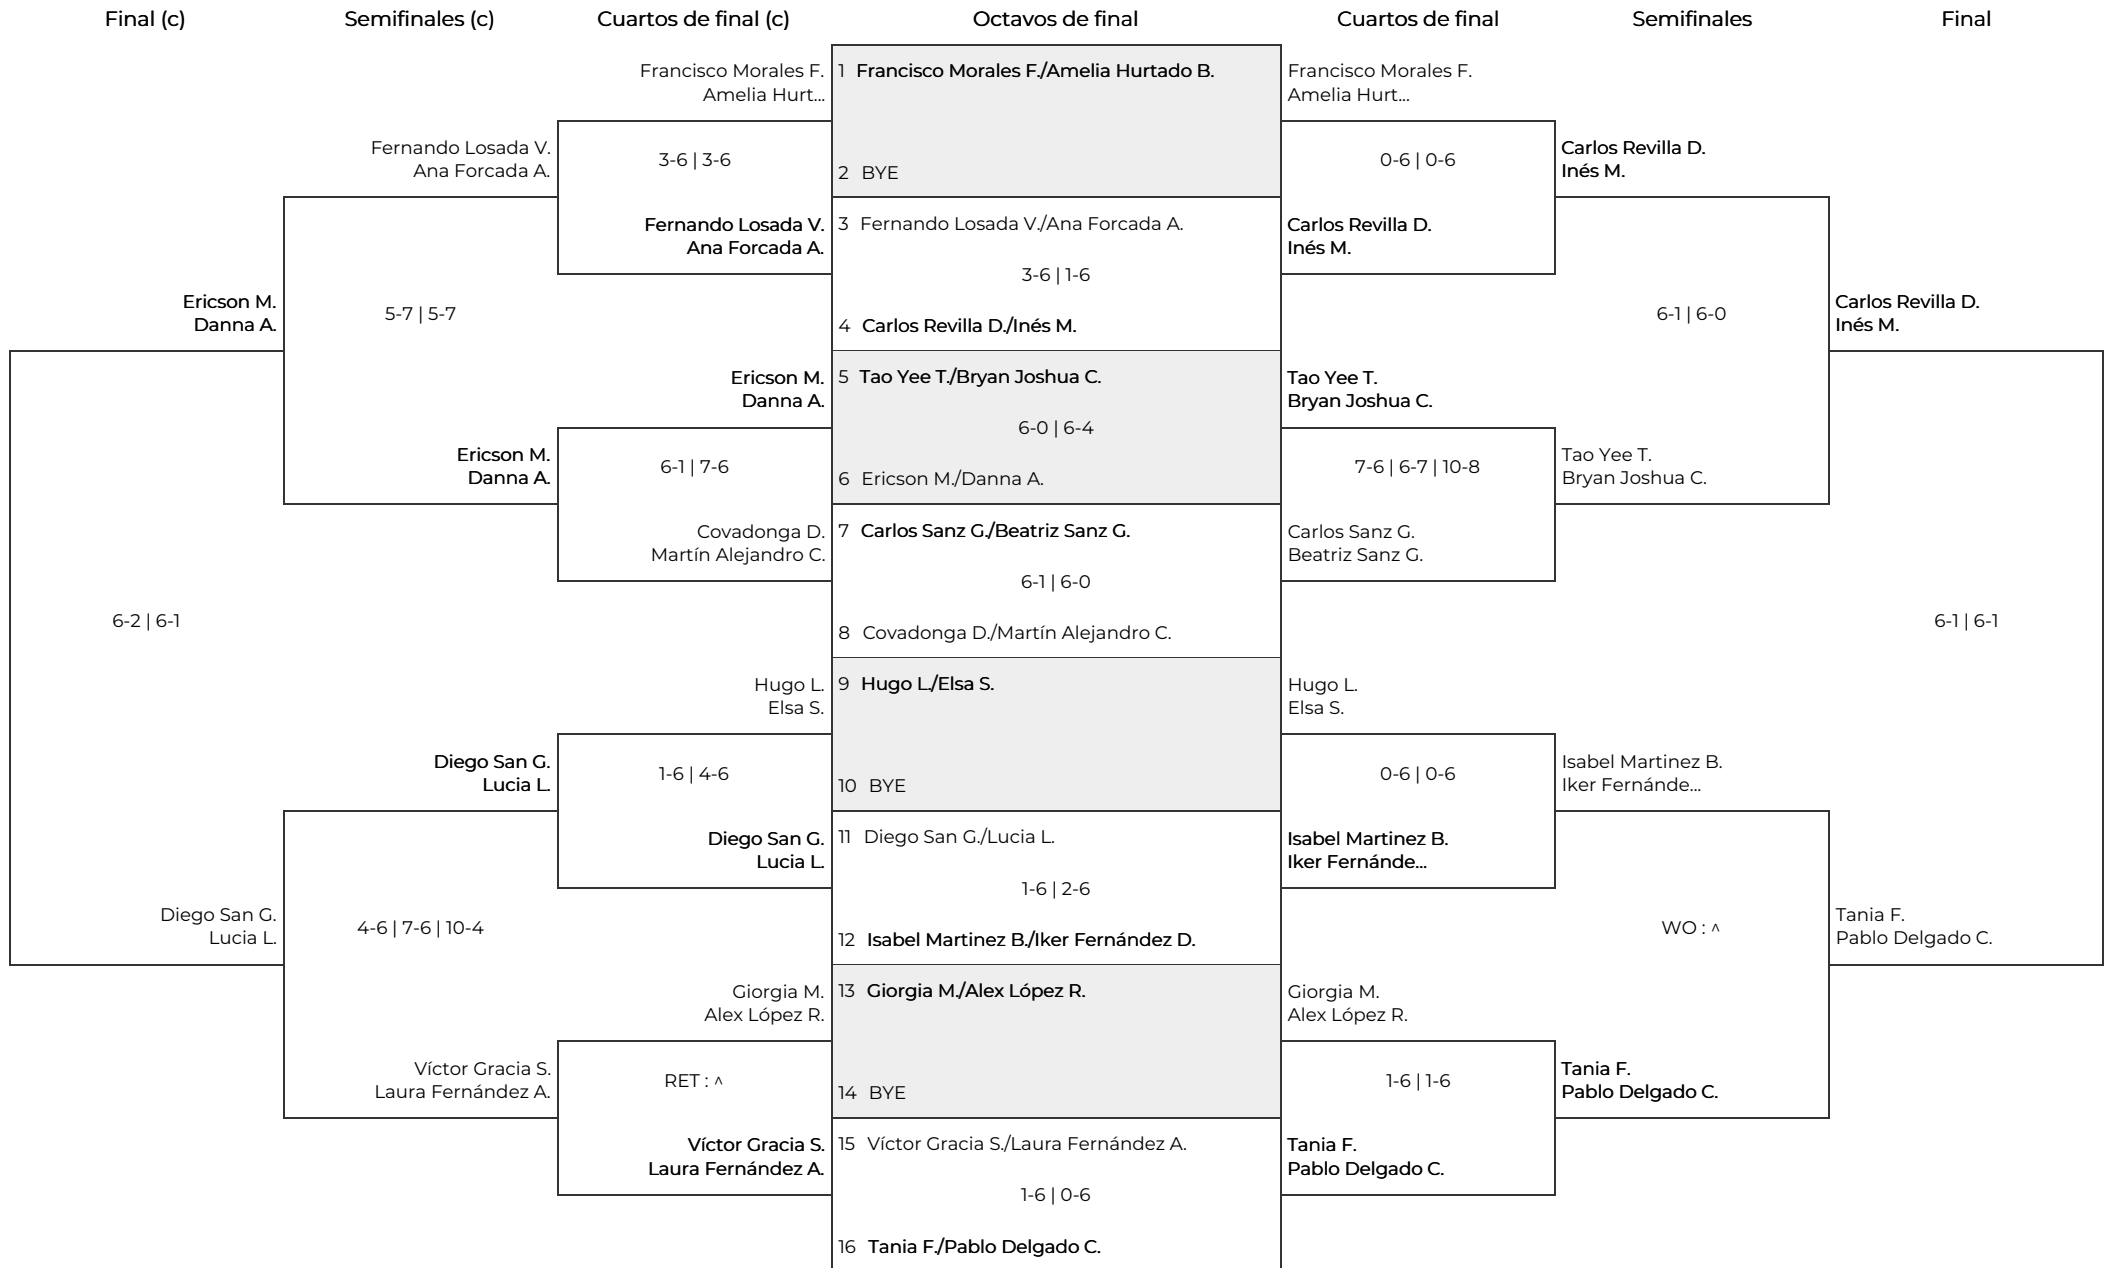 Final (c)
Semifinales (c)
Cuartos de final (c)
Octavos de final
Cuartos de final
Semifinales
Final
Ericson M.
Danna A.
6-2 | 6-1
Diego San G.
Lucia L.
Fernando Losada V.
Ana Forcada A.
5-7 | 5-7
Ericson M.
Danna A.
Diego San G.
Lucia L.
4-6 | 7-6 | 10-4
Víctor Gracia S.
Laura Fernández A.
Francisco Morales F.
Amelia Hurt...
3-6 | 3-6
Fernando Losada V.
Ana Forcada A.
Ericson M.
Danna A.
6-1 | 7-6
Covadonga D.
Martín Alejandro C.
Hugo L.
Elsa S.
1-6 | 4-6
Diego San G.
Lucia L.
Giorgia M.
Alex López R.
RET : ^
Víctor Gracia S.
Laura Fernández A.
1 Francisco Morales F./Amelia Hurtado B.
2 BYE
3 Fernando Losada V./Ana Forcada A.
3-6 | 1-6
4 Carlos Revilla D./Inés M.
5 Tao Yee T./Bryan Joshua C.
6-0 | 6-4
6 Ericson M./Danna A.
7 Carlos Sanz G./Beatriz Sanz G.
6-1 | 6-0
8 Covadonga D./Martín Alejandro C.
9 Hugo L./Elsa S.
10 BYE
11 Diego San G./Lucia L.
1-6 | 2-6
12 Isabel Martinez B./Iker Fernández D.
13 Giorgia M./Alex López R.
14 BYE
15 Víctor Gracia S./Laura Fernández A.
1-6 | 0-6
16 Tania F./Pablo Delgado C.
Francisco Morales F.
Amelia Hurt...
0-6 | 0-6
Carlos Revilla D.
Inés M.
Tao Yee T.
Bryan Joshua C.
7-6 | 6-7 | 10-8
Carlos Sanz G.
Beatriz Sanz G.
Hugo L.
Elsa S.
0-6 | 0-6
Isabel Martinez B.
Iker Fernánde...
Giorgia M.
Alex López R.
1-6 | 1-6
Tania F.
Pablo Delgado C.
Carlos Revilla D.
Inés M.
6-1 | 6-0
Tao Yee T.
Bryan Joshua C.
Isabel Martinez B.
Iker Fernánde...
WO : ^
Tania F.
Pablo Delgado C.
Carlos Revilla D.
Inés M.
6-1 | 6-1
Tania F.
Pablo Delgado C.